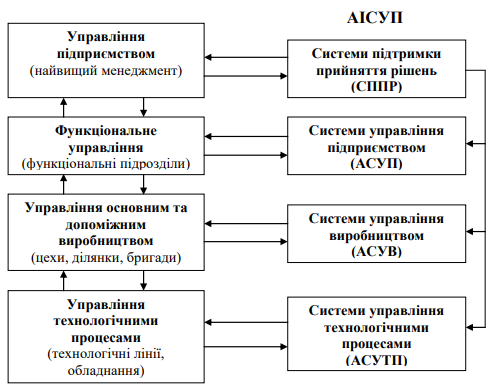 АІСУП
Управління
підприємством
(найвищий менеджмент)
Системи підтримки
прийняття рішень
(СППР)
Функціональне
управління
(функціональні підрозділи)
Системи управління
підприємством
(АСУП)
Управління основним та
допоміжним
виробництвом
(цехи, ділянки, бригади)
Системи управління
виробництвом
(АСУВ)
Управління
технологічними
процесами
(технологічні лінії,
обладнання)
Системи управління
технологічними
процесами
(АСУТП)